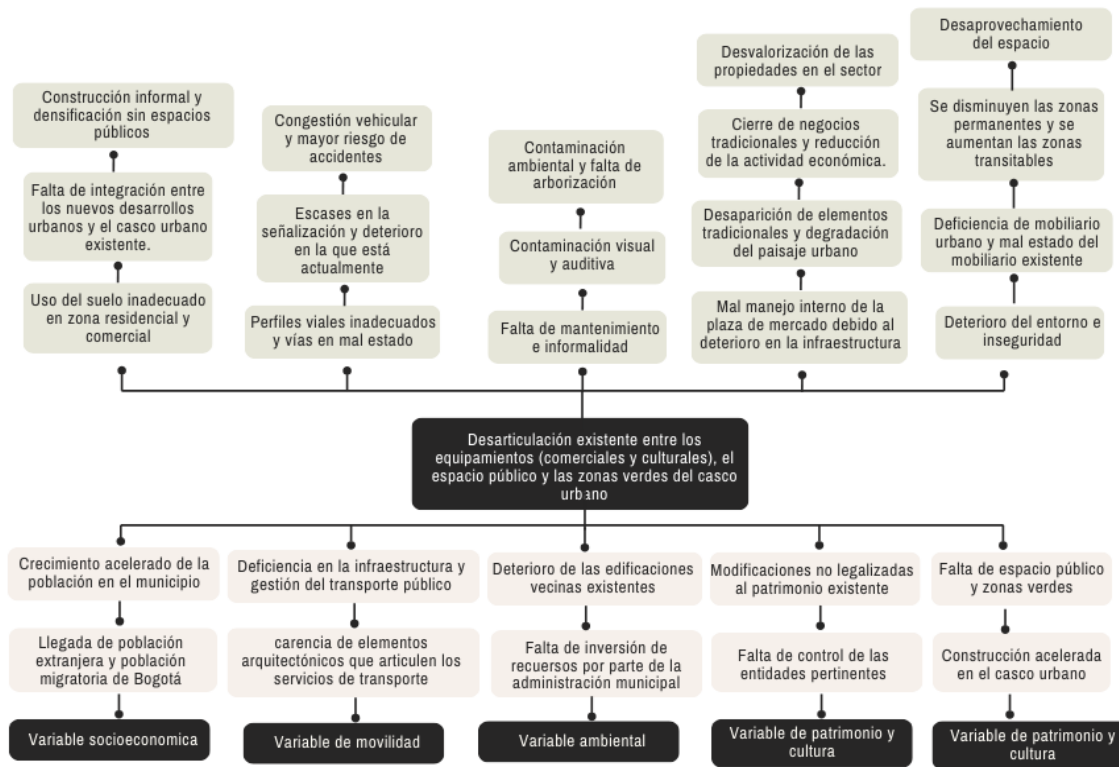 Desaprovechamiento
del espacio
Desvalorización de las
propiedades en el sector
Construcción informal y
densificación sin espacios
públicos
Congestión vehicular
y mayor riesgo de
accidentes
Contaminación
ambiental y falta de
arborización
Cierre de negocios
tradicionales y reducción
de la actividad económica.
Se disminuyen las zonas
permanentes y se
aumentan las zonas
transitables
Falta de integración entre
los nuevos desarrollos
urbanos y el casco urbano
existente.
Escases en la
señalización y deterioro
en la que está
actualmente
Contaminación visual
y auditiva
Desaparición de elementos
tradicionales y degradación
del paisaje urbano
Deficiencia de mobiliario
urbano y mal estado del
mobiliario existente
Uso del suelo inadecuado
en zona residencial y
comercial
Perfiles viales inadecuados
y vías en mal estado
Falta de mantenimiento
e informalidad
Mal manejo interno de la
plaza de mercado debido al
deterioro en la infraestructura
Deterioro del entorno e
inseguridad
Desarticulación existente entre los
equipamientos (comerciales y culturales), el
espacio público y las zonas verdes del casco
urbano
Crecimiento acelerado de la
población en el municipio
Deficiencia en la infraestructura y
gestión del transporte público
Deterioro de las edificaciones
vecinas existentes
Modificaciones no legalizadas
al patrimonio existente
Falta de espacio público
y zonas verdes
Llegada de población
extranjera y población
migratoria de Bogotá
carencia de elementos
arquitectónicos que articulen los
servicios de transporte
Falta de inversión de
recuersos por parte de la
administración municipal
Falta de control de las
entidades pertinentes
Construcción acelerada
en el casco urbano
Variable socioeconomica
Variable de movilidad
Variable ambiental
Variable de patrimonio y
cultura
Variable de patrimonio y
cultura